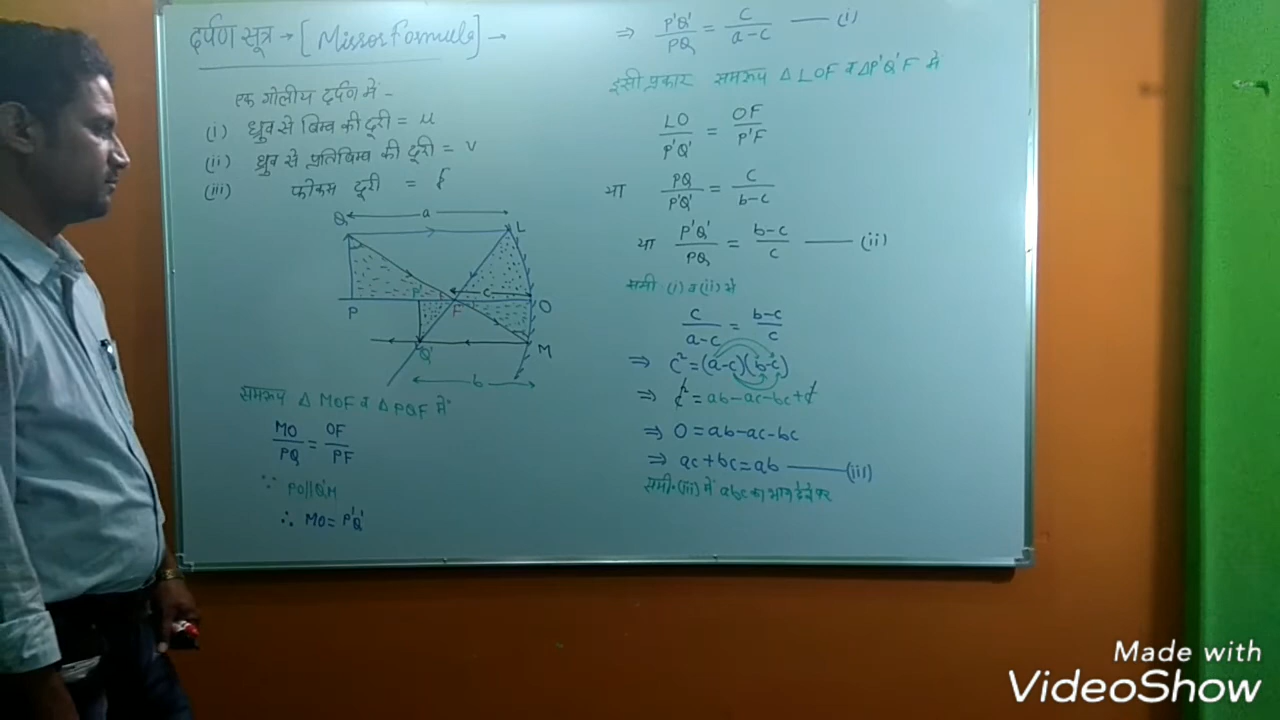 दर्पण सूत्र → [Mirror Formula] →
एक गोलीय दर्पण में -
(i) ध्रुव से बिम्ब की दूरी = u
(ii) ध्रुव से प्रतिबिम्ब की दूरी = v
(iii) फोकस दूरी = f
Q a L
P P' F c O
Q' M
b
समरूप Δ MOF व Δ PQF में
MO/PQ = OF/PF
∵ PO||Q'M
∴ MO = P'Q'
⇒ P'Q'/PQ = c/a-c —— (i)
इसी प्रकार समरूप Δ LOF व ΔP'Q'F में
LO/P'Q' = OF/P'F
या PQ/P'Q' = c/b-c
या P'Q'/PQ = b-c/c —— (ii)
समी (i) व (ii) से
c/a-c = b-c/c
⇒ c² = (a-c)(b-c)
⇒ c² = ab-ac-bc+c²
⇒ 0 = ab-ac-bc
⇒ ac+bc = ab —— (iii)
समी.(iii) में abc का भाग देने पर
Made with
VideoShow